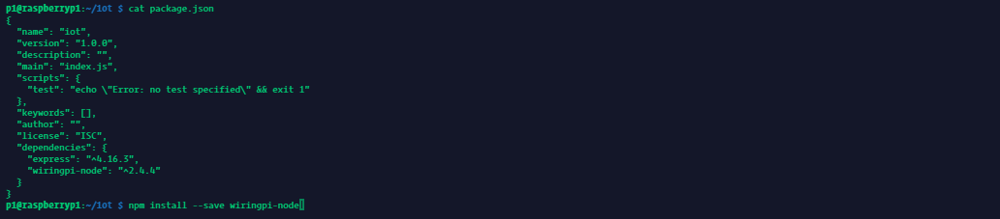 pi@raspberrypi:~/iot $ cat package.json
{
  "name": "iot",
  "version": "1.0.0",
  "description": "",
  "main": "index.js",
  "scripts": {
    "test": "echo \"Error: no test specified\" && exit 1"
  },
  "keywords": [],
  "author": "",
  "license": "ISC",
  "dependencies": {
    "express": "^4.16.3",
    "wiringpi-node": "^2.4.4"
  }
}
pi@raspberrypi:~/iot $ npm install --save wiringpi-node